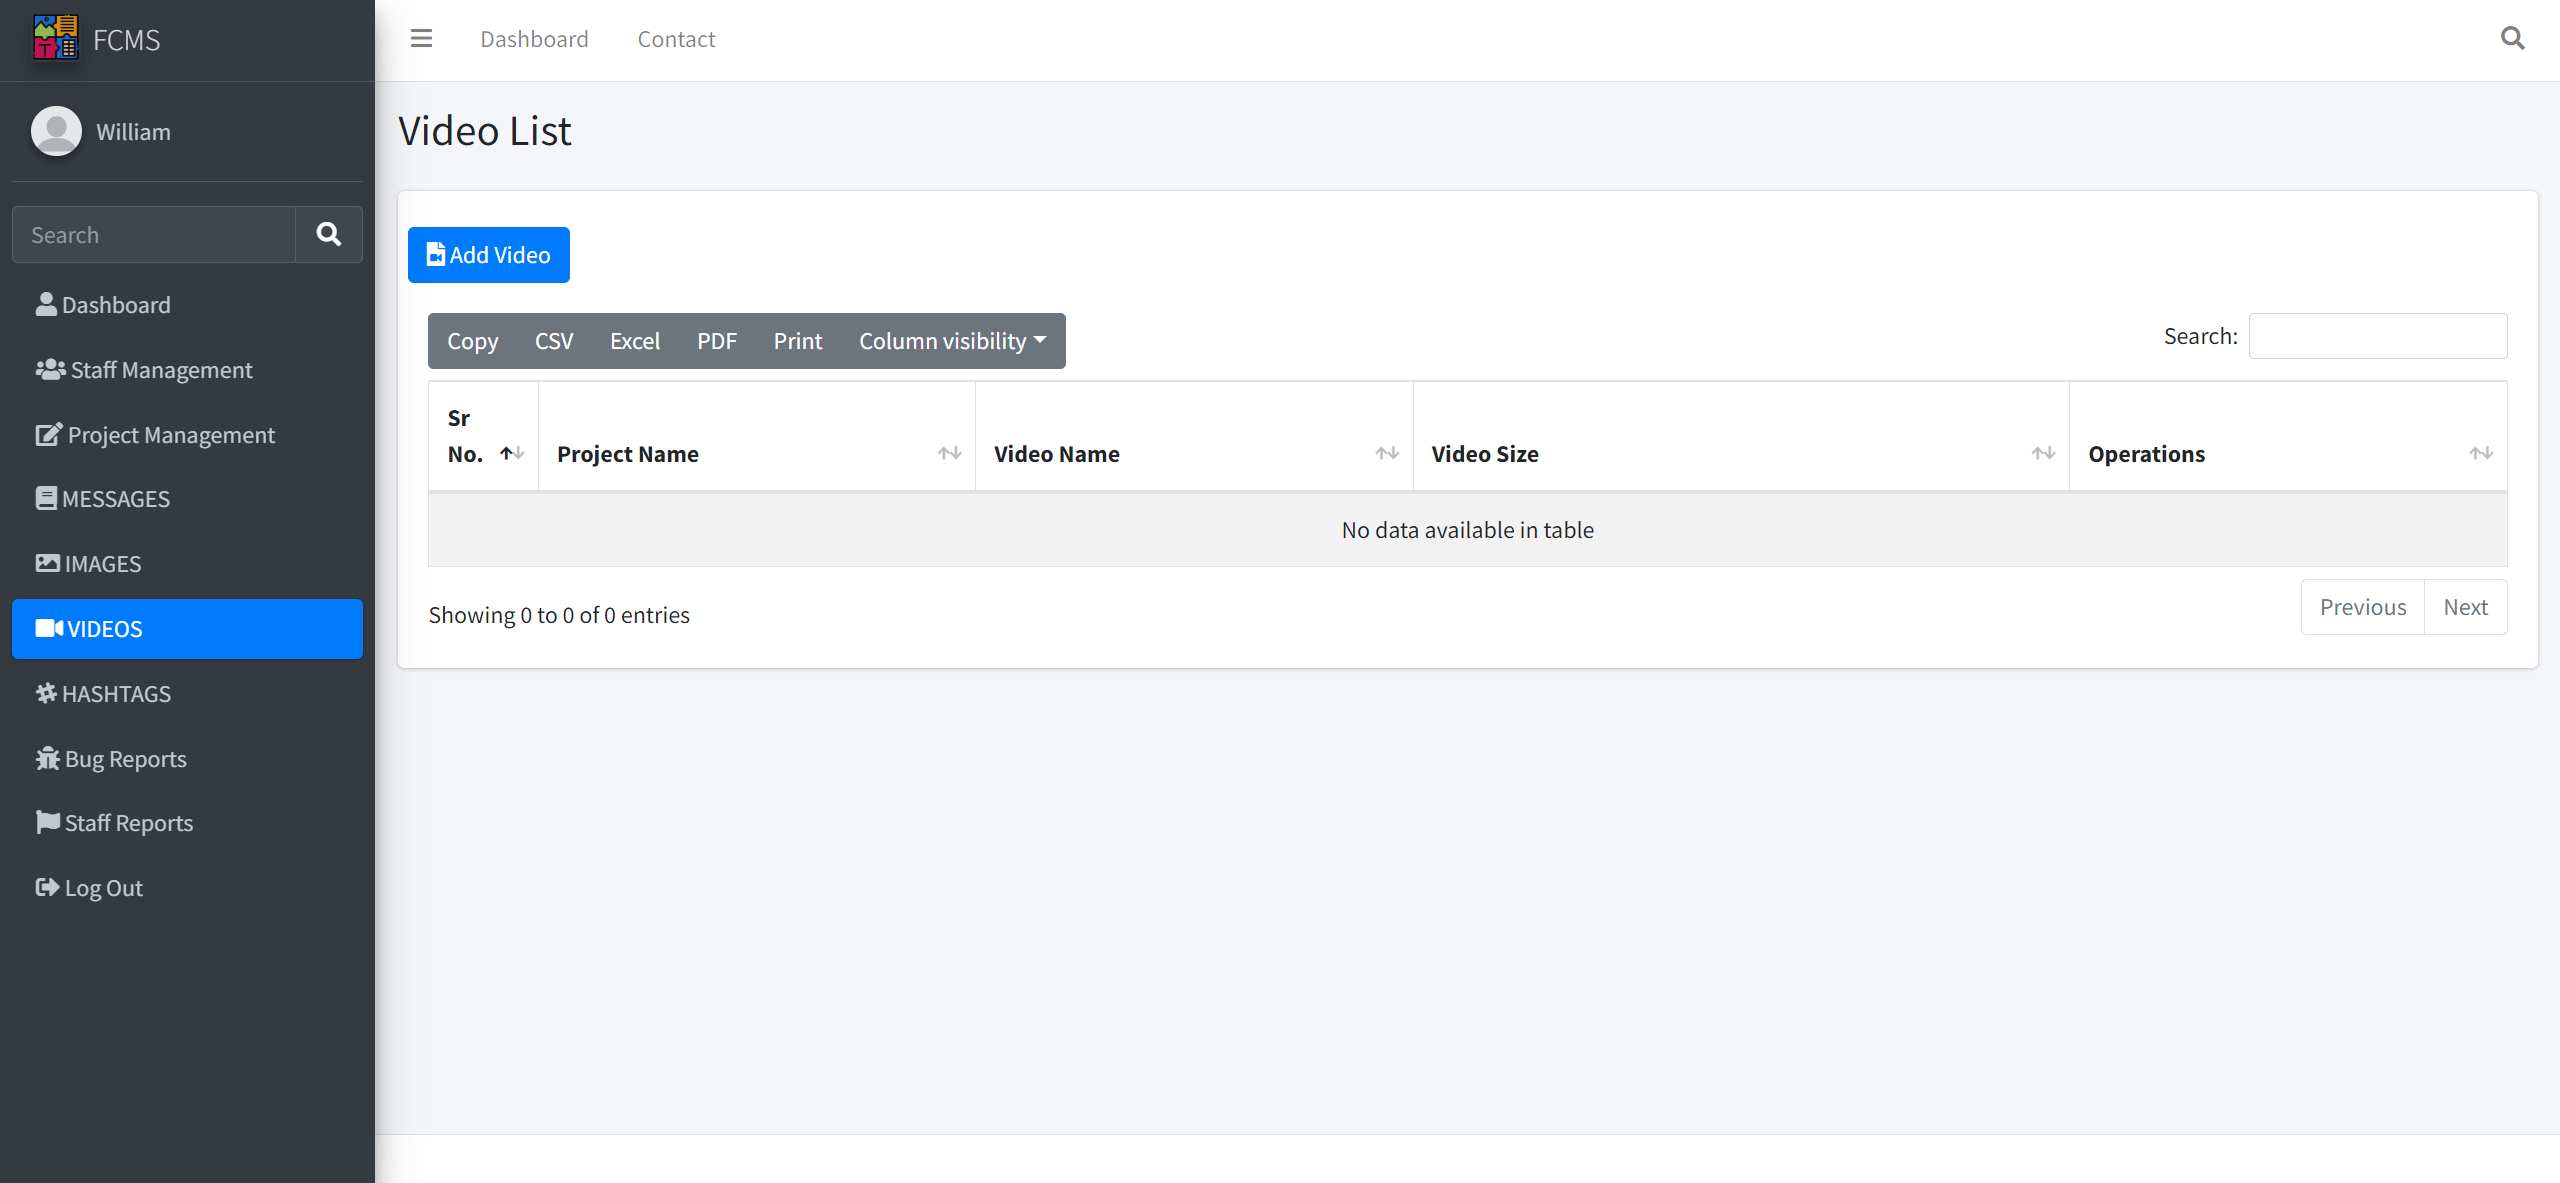 FCMS
William
Search
Dashboard
Staff Management
Project Management
MESSAGES
IMAGES
VIDEOS
HASHTAGS
Bug Reports
Staff Reports
Log Out
Dashboard Contact
Video List
Add Video
Copy CSV Excel PDF Print Column visibility
Search:
Sr
No. Project Name Video Name Video Size Operations
No data available in table
Showing 0 to 0 of 0 entries
Previous Next